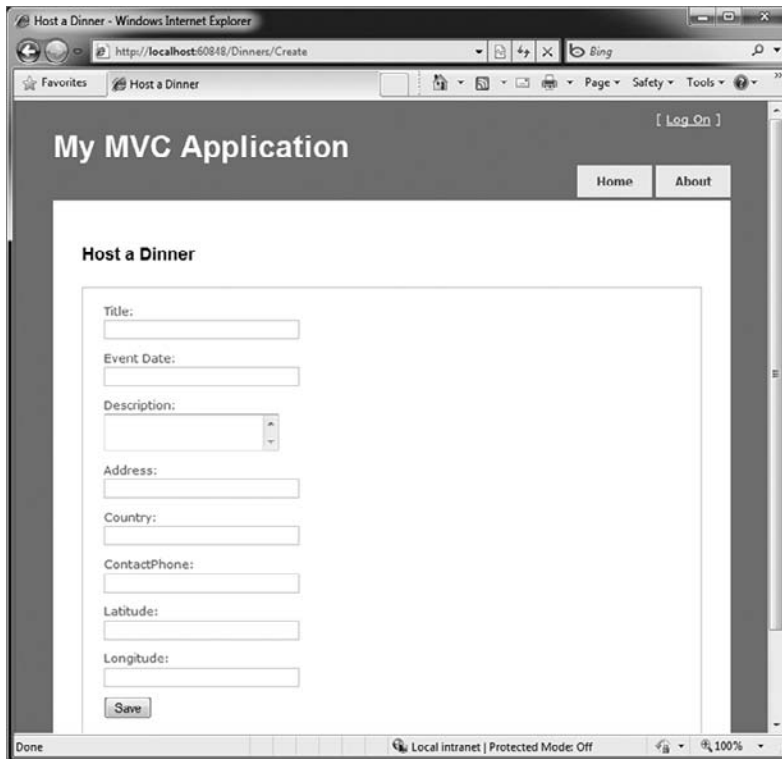 Host a Dinner - Windows Internet Explorer
http://localhost:60848/Dinners/Create
Bing
Favorites
Host a Dinner
Page
Safety
Tools
[ Log On ]
My MVC Application
Home
About
Host a Dinner
Title:
Event Date:
Description:
Address:
Country:
ContactPhone:
Latitude:
Longitude:
Save
Done
Local intranet | Protected Mode: Off
100%